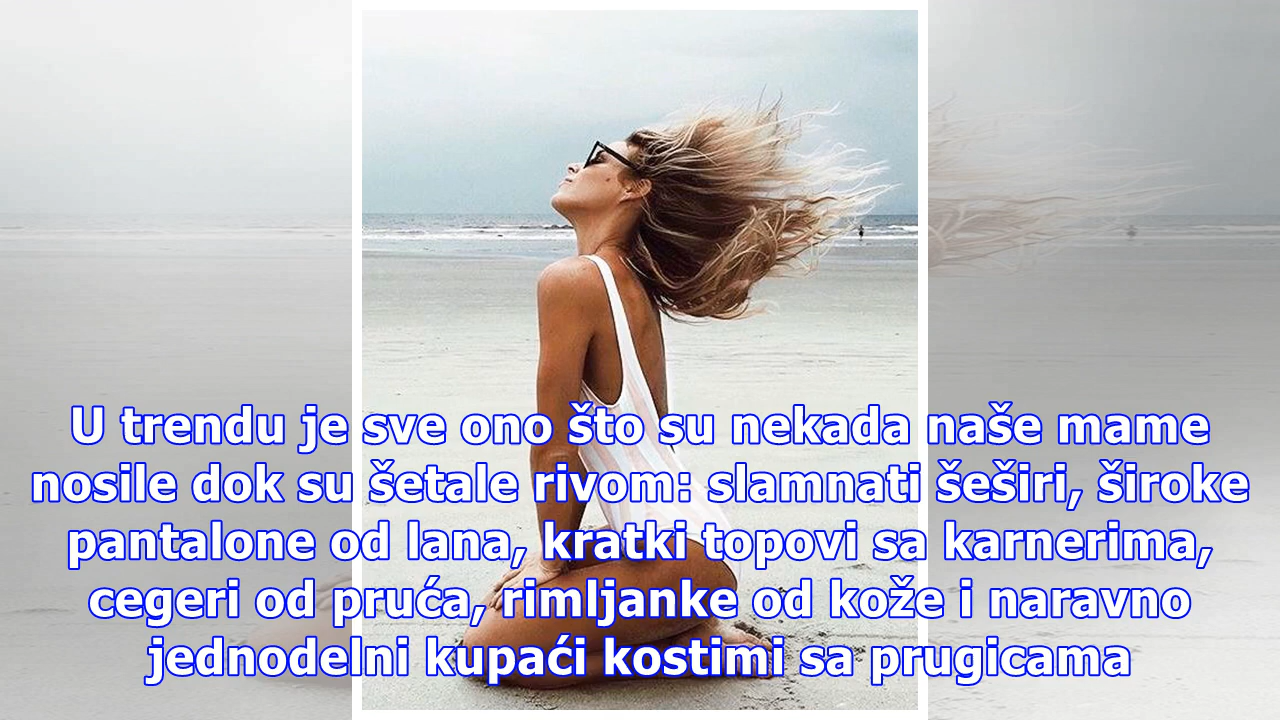 U trendu je sve ono što su nekada naše mame
nosile dok su šetale rivom: slamnati šeširi, široke
pantalone od lana, kratki topovi sa karnerima,
cegeri od pruća, rimljanke od kože i naravno
jednodelni kupaći kostimi sa prugicama